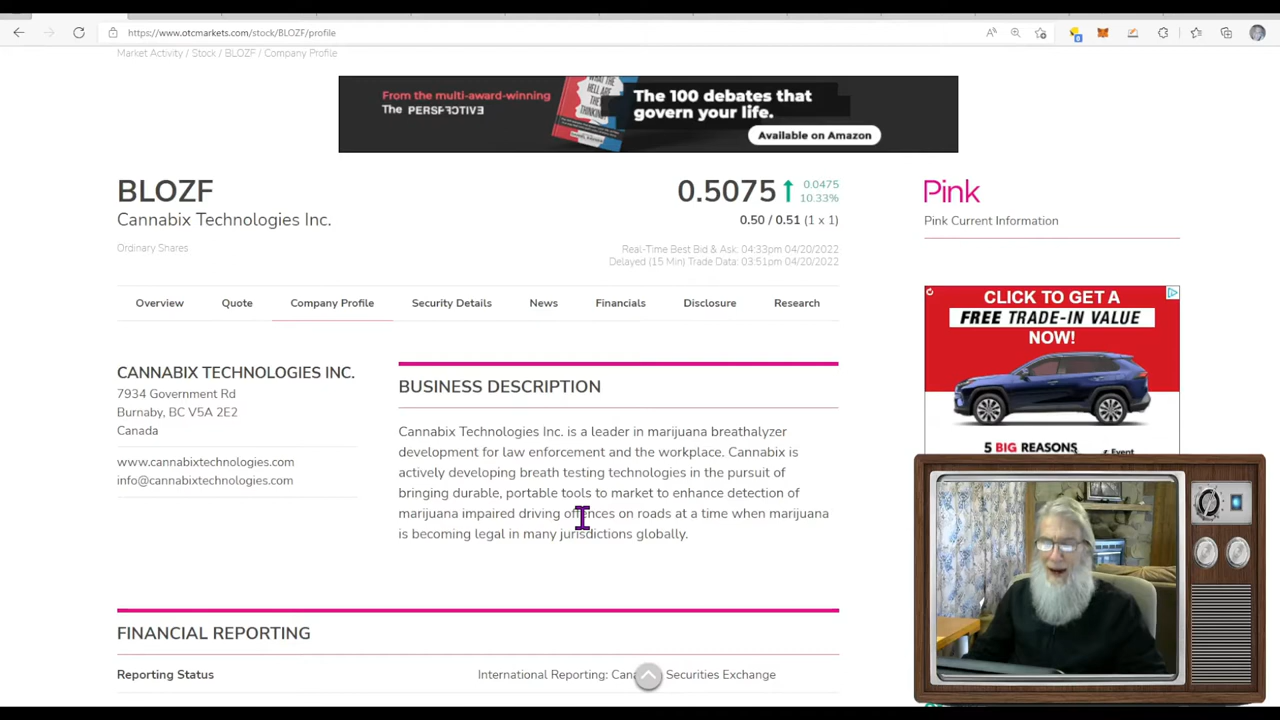 https://www.otcmarkets.com/stock/BLOZF/profile
Market Activity / Stock / BLOZF / Company Profile
From the multi-award-winning
The PERSPECTIVE
The 100 debates that
govern your life.
Available on Amazon
BLOZF
Cannabix Technologies Inc.
Ordinary Shares
0.5075
0.0475
10.33%
0.50 / 0.51 (1 x 1)
Real-Time Best Bid & Ask: 04:33pm 04/20/2022
Delayed (15 Min) Trade Data: 03:51pm 04/20/2022
Pink
Pink Current Information
Overview Quote Company Profile Security Details News Financials Disclosure Research
CLICK TO GET A
FREE TRADE-IN VALUE
NOW!
5 BIG REASONS
Event
CANNABIX TECHNOLOGIES INC.
7934 Government Rd
Burnaby, BC V5A 2E2
Canada
www.cannabixtechnologies.com
info@cannabixtechnologies.com
BUSINESS DESCRIPTION
Cannabix Technologies Inc. is a leader in marijuana breathalyzer
development for law enforcement and the workplace. Cannabix is
actively developing breath testing technologies in the pursuit of
bringing durable, portable tools to market to enhance detection of
marijuana impaired driving offences on roads at a time when marijuana
is becoming legal in many jurisdictions globally.
FINANCIAL REPORTING
Reporting Status
International Reporting: Securities Exchange